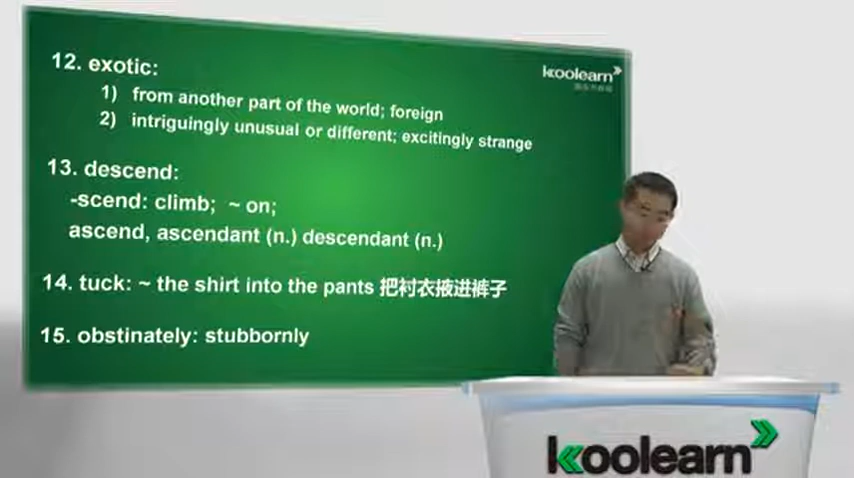 12. exotic:
1) from another part of the world; foreign
2) intriguingly unusual or different; excitingly strange
13. descend:
-scend: climb; ~ on;
ascend, ascendant (n.) descendant (n.)
14. tuck: ~ the shirt into the pants 把衬衣掖进裤子
15. obstinately: stubbornly
koolearn
koolearn